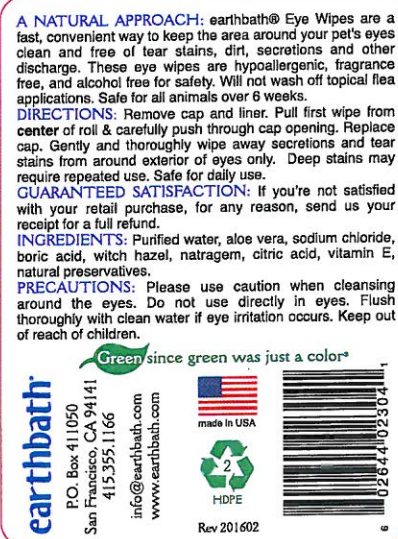 A NATURAL APPROACH: earthbath® Eye Wipes are a
fast, convenient way to keep the area around your pet's eyes
clean and free of tear stains, dirt, secretions and other
discharge. These eye wipes are hypoallergenic, fragrance
free, and alcohol free for safety. Will not wash off topical flea
applications. Safe for all animals over 6 weeks.
DIRECTIONS: Remove cap and liner. Pull first wipe from
center of roll & carefully push through cap opening. Replace
cap. Gently and thoroughly wipe away secretions and tear
stains from around exterior of eyes only. Deep stains may
require repeated use. Safe for daily use.
GUARANTEED SATISFACTION: If you're not satisfied
with your retail purchase, for any reason, send us your
receipt for a full refund.
INGREDIENTS: Purified water, aloe vera, sodium chloride,
boric acid, witch hazel, natragem, citric acid, vitamin E,
natural preservatives.
PRECAUTIONS: Please use caution when cleansing
around the eyes. Do not use directly in eyes. Flush
thoroughly with clean water if eye irritation occurs. Keep out
of reach of children.
Green since green was just a color®
earthbath®
P.O. Box 411050
San Francisco, CA 94141
415.355.1166
info@earthbath.com
www.earthbath.com
made in USA
2
HDPE
Rev 201602
6 02644 02304 1